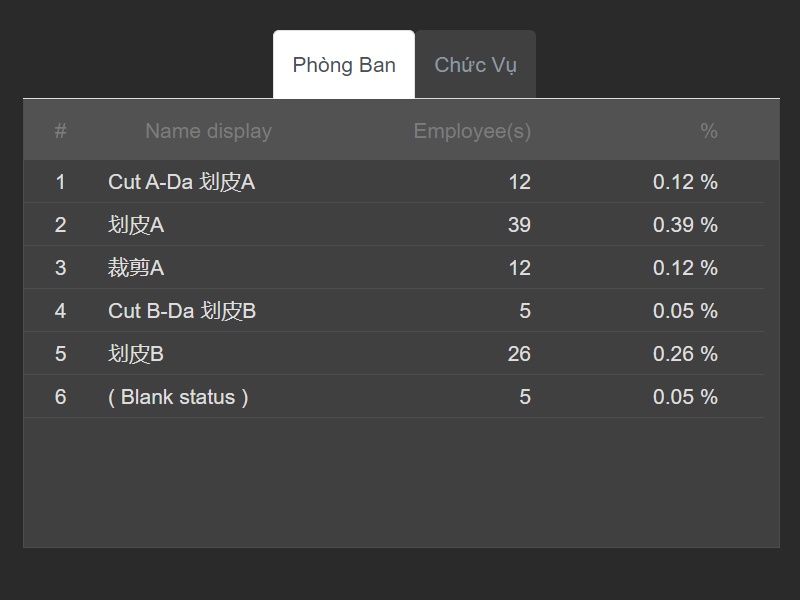 Phòng Ban Chức Vụ
# Name display Employee(s) %
1 Cut A-Da 划皮A 12 0.12 %
2 划皮A 39 0.39 %
3 裁剪A 12 0.12 %
4 Cut B-Da 划皮B 5 0.05 %
5 划皮B 26 0.26 %
6 ( Blank status ) 5 0.05 %